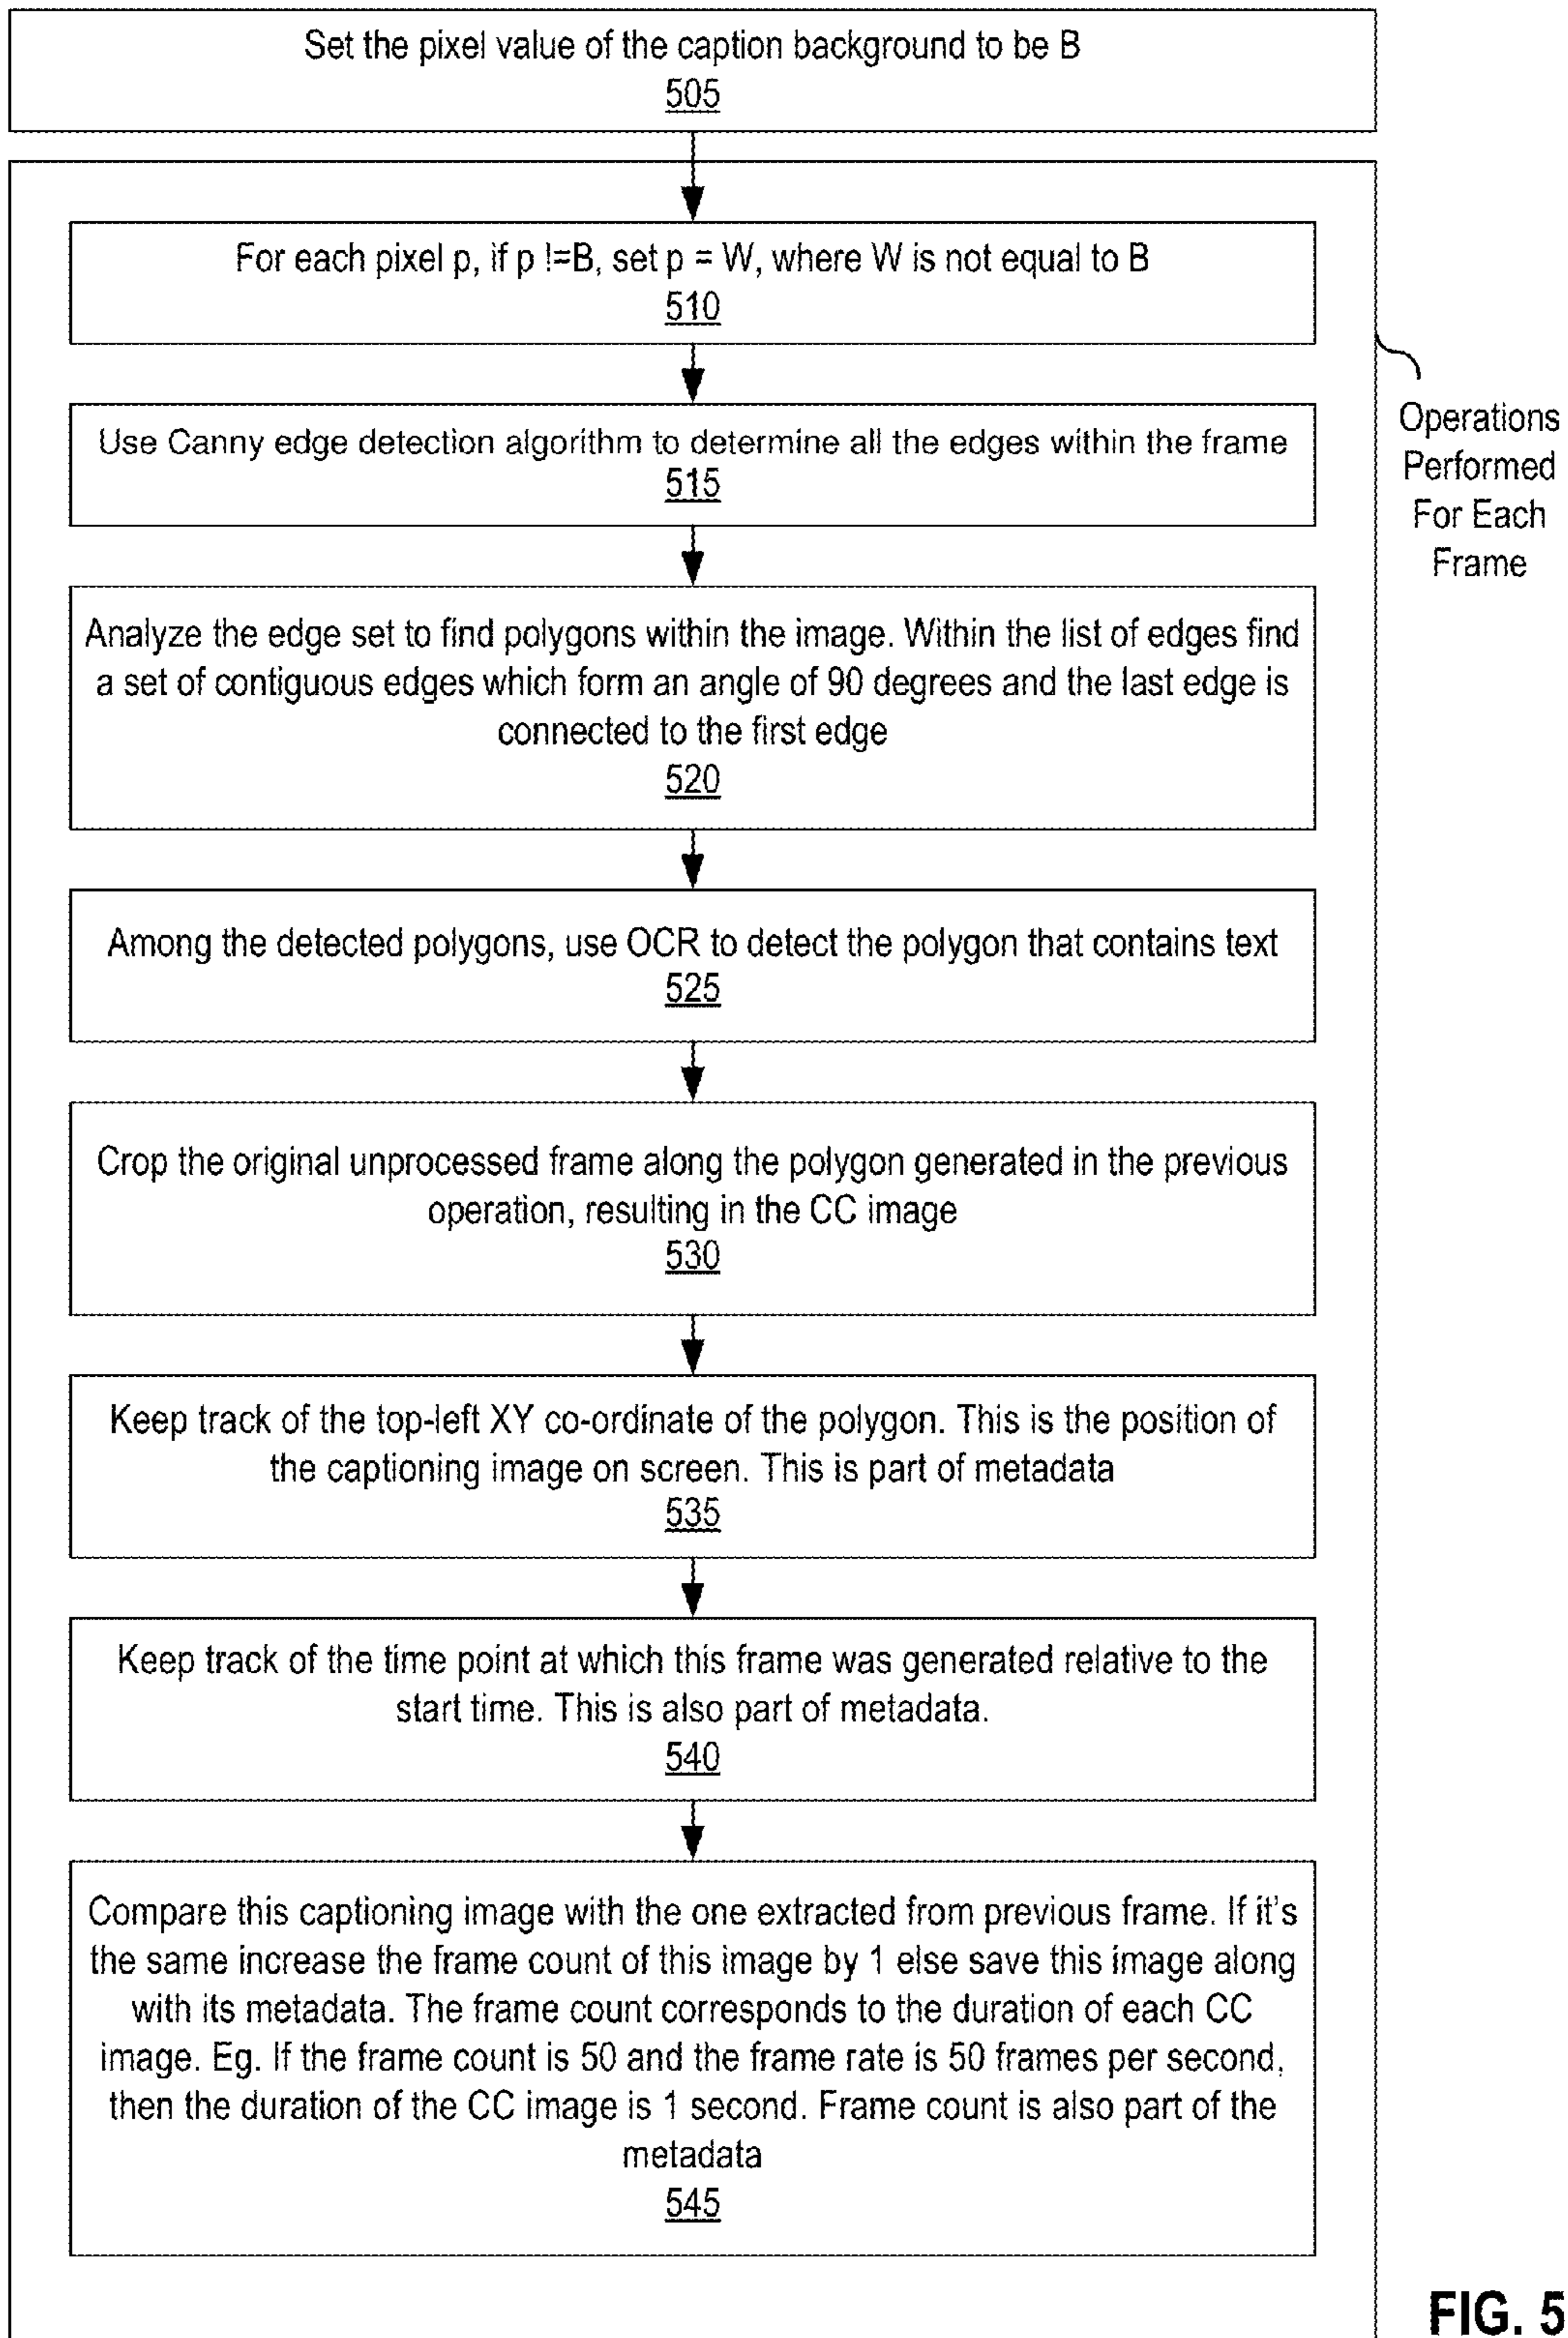 Set the pixel value of the caption background to be B
505
For each pixel p, if p !=B, set p = W, where W is not equal to B
510
Use Canny edge detection algorithm to determine all the edges within the frame
515
Operations
Performed
For Each
Frame
Analyze the edge set to find polygons within the image. Within the list of edges find
a set of contiguous edges which form an angle of 90 degrees and the last edge is
connected to the first edge
520
Among the detected polygons, use OCR to detect the polygon that contains text
525
Crop the original unprocessed frame along the polygon generated in the previous
operation, resulting in the CC image
530
Keep track of the top-left XY co-ordinate of the polygon. This is the position of
the captioning image on screen. This is part of metadata
535
Keep track of the time point at which this frame was generated relative to the
start time. This is also part of metadata.
540
Compare this captioning image with the one extracted from previous frame. If it's
the same increase the frame count of this image by 1 else save this image along
with its metadata. The frame count corresponds to the duration of each CC
image. Eg. If the frame count is 50 and the frame rate is 50 frames per second,
then the duration of the CC image is 1 second. Frame count is also part of the
metadata
545
FIG. 5